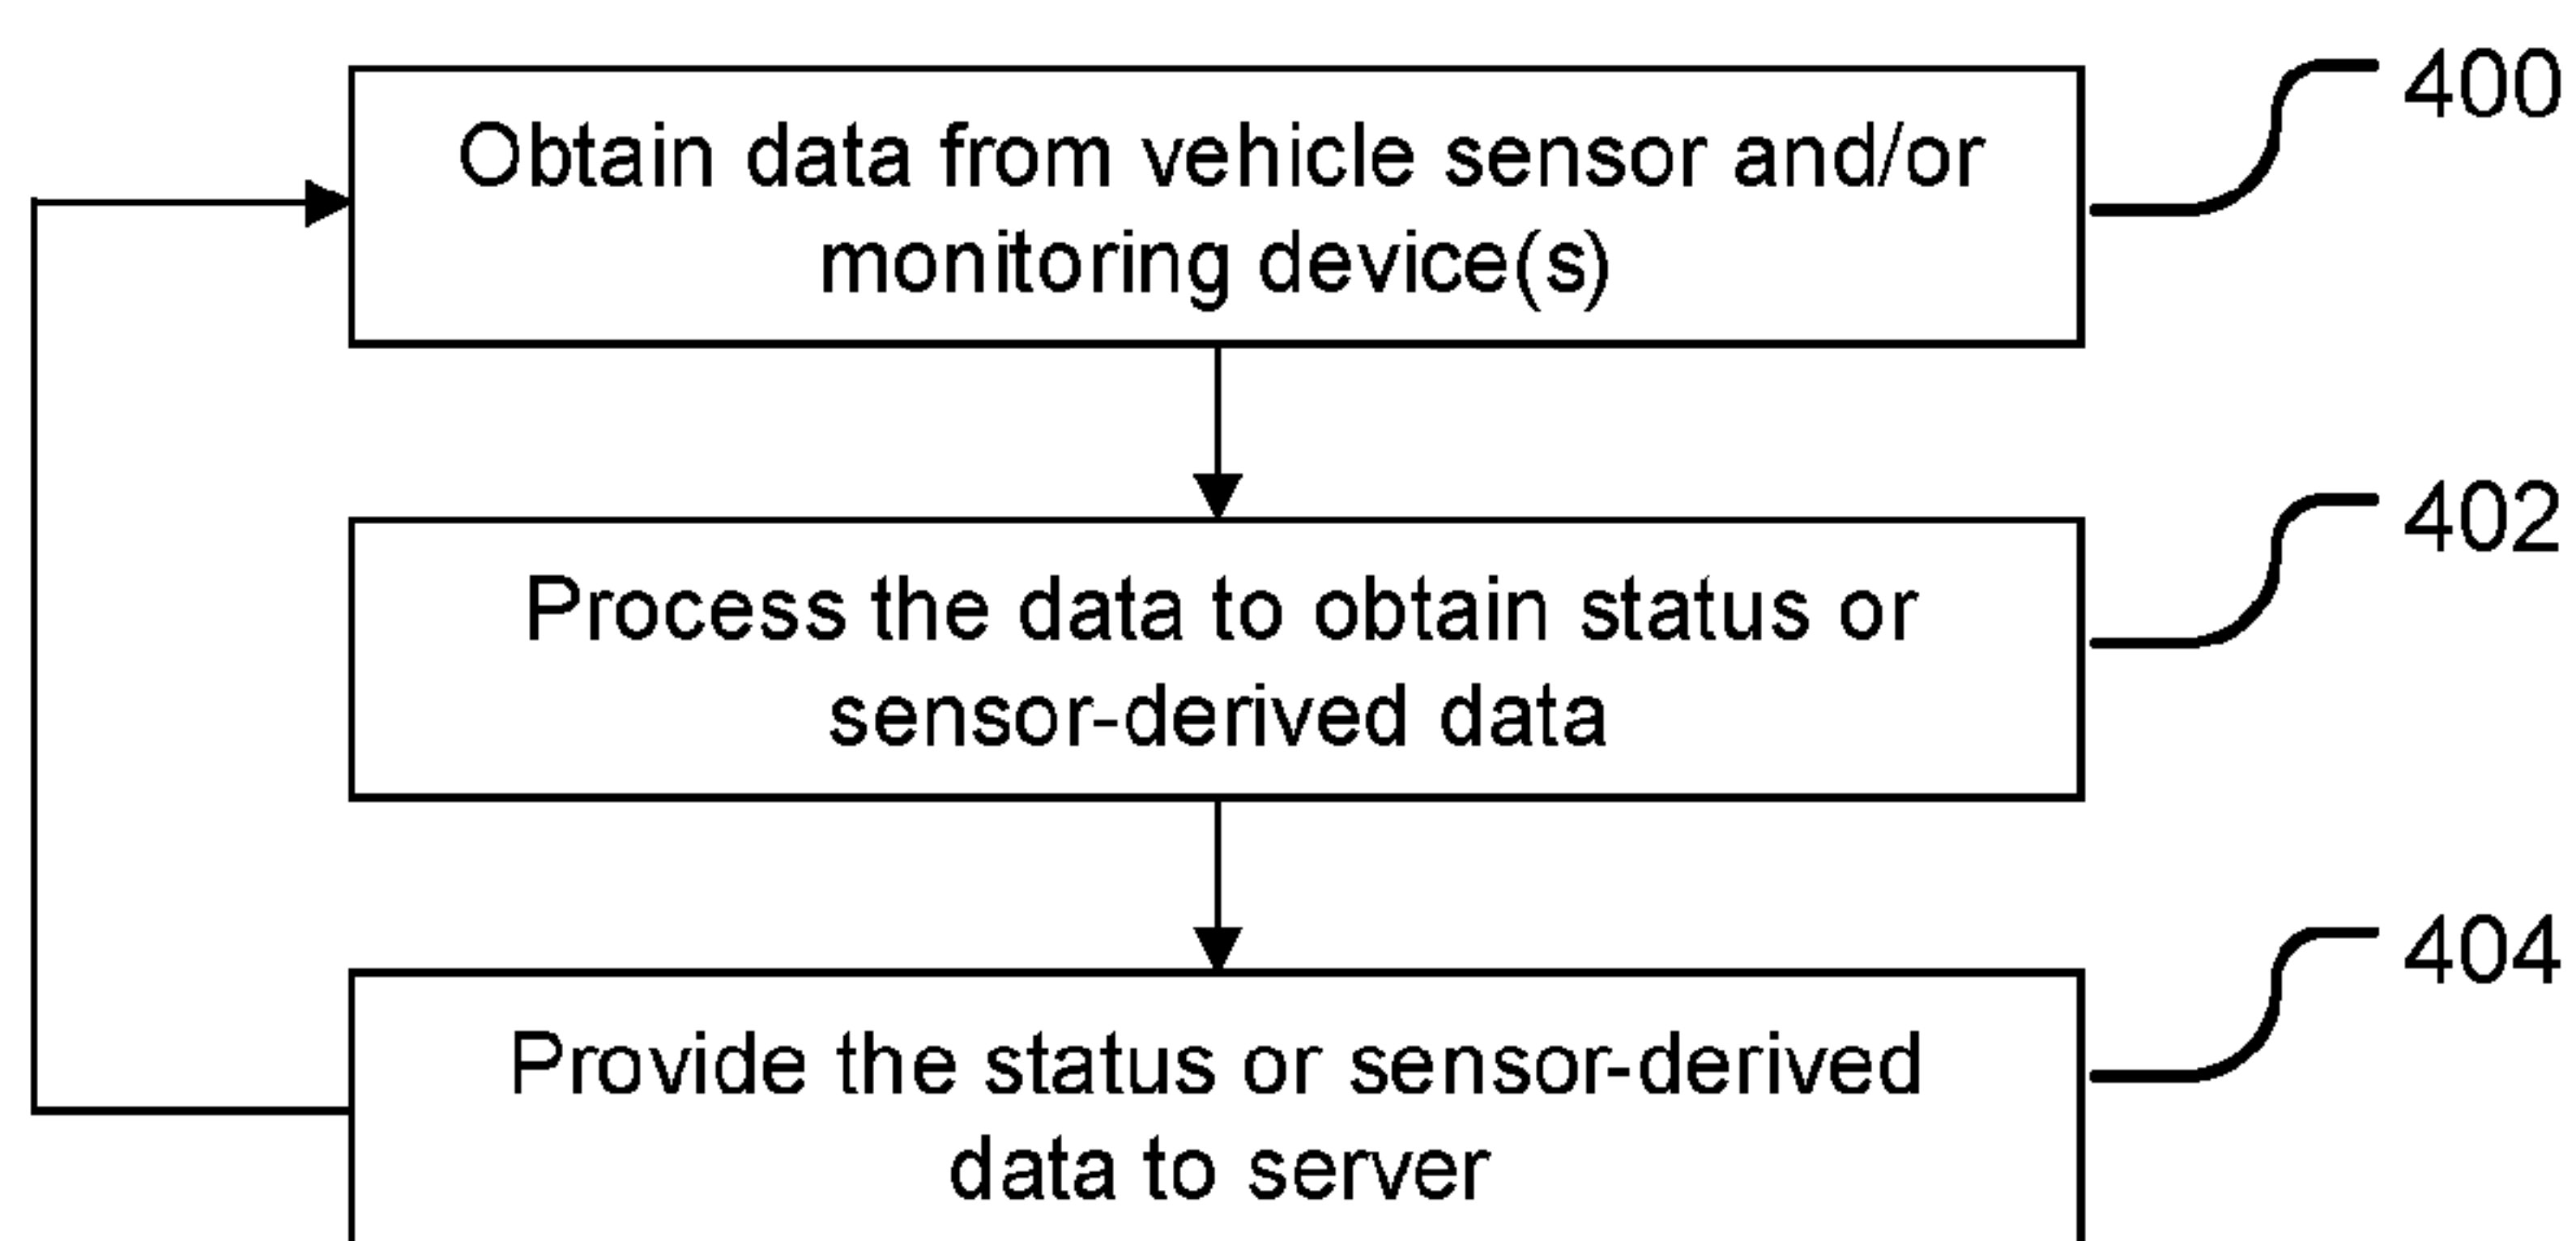 Obtain data from vehicle sensor and/or
monitoring device(s)
400
Process the data to obtain status or
sensor-derived data
402
Provide the status or sensor-derived
data to server
404